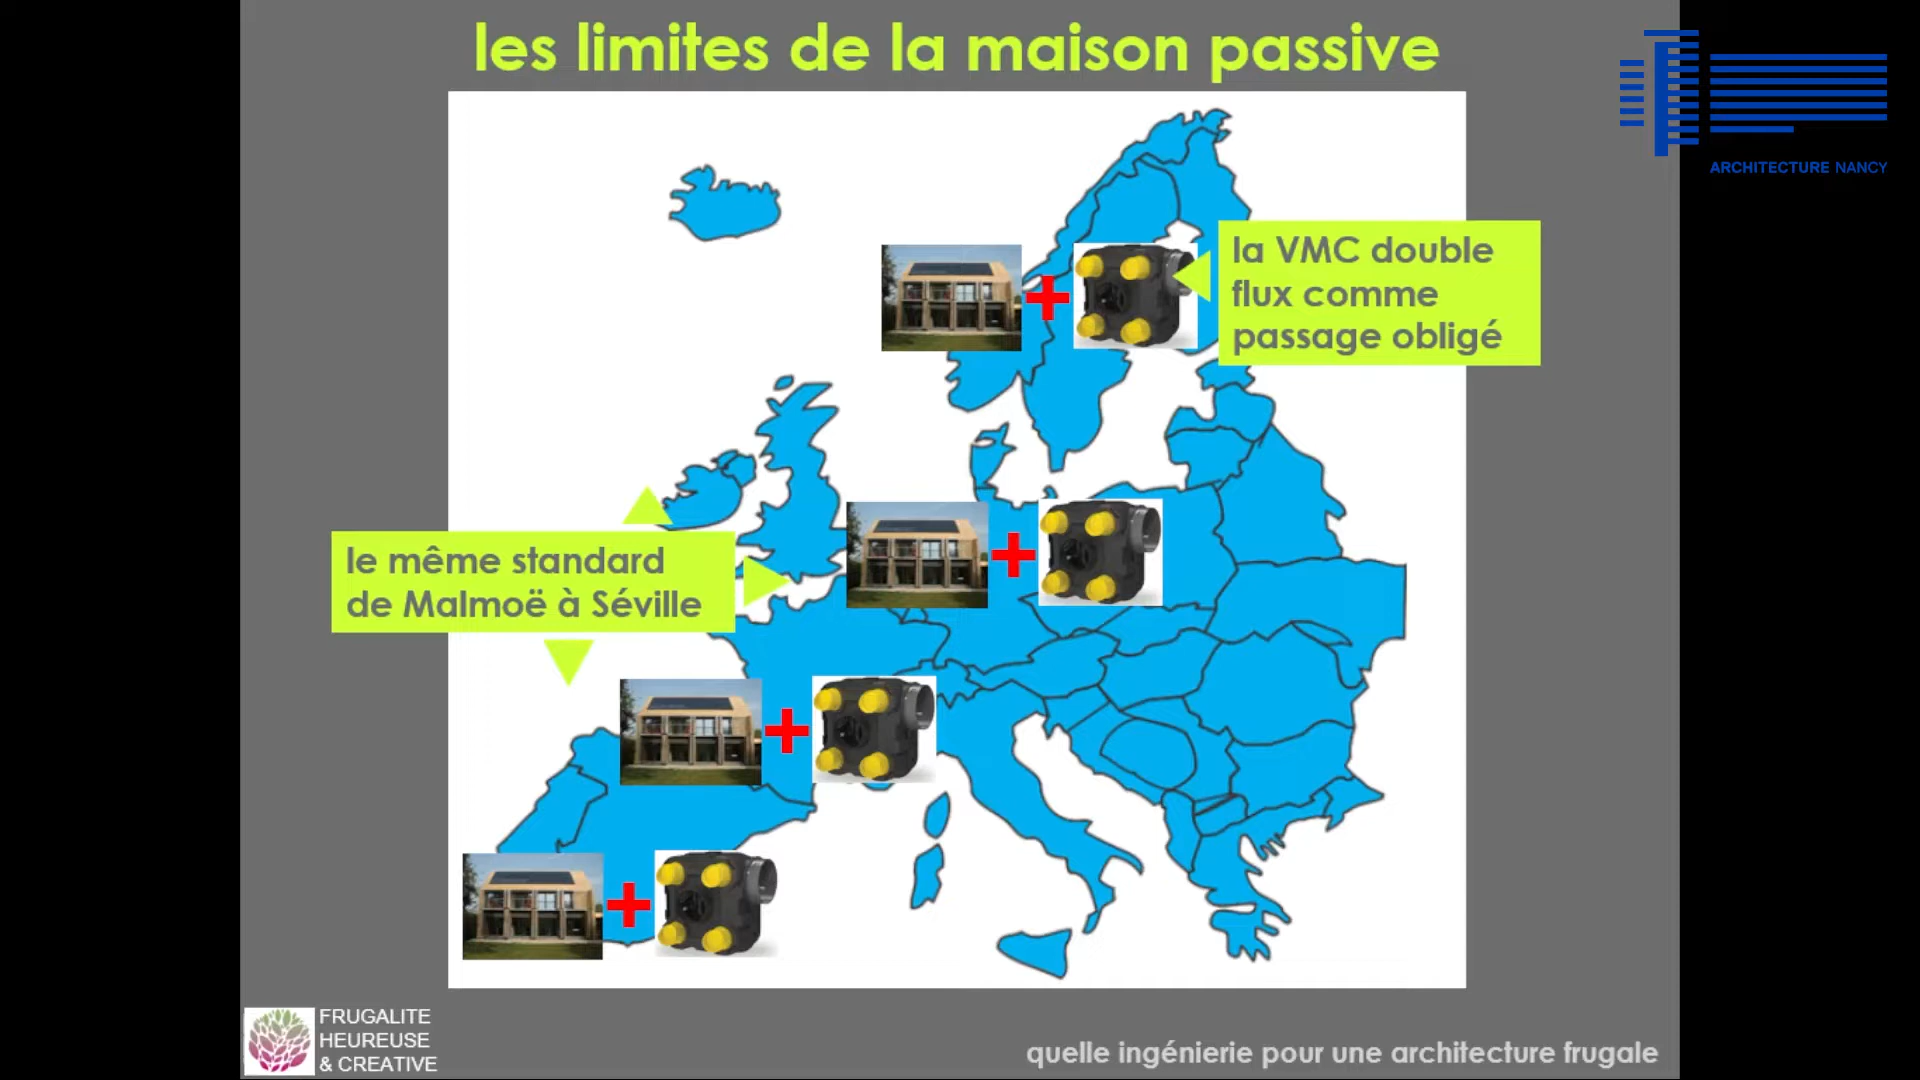 les limites de la maison passive
ARCHITECTURE NANCY
la VMC double
flux comme
passage obligé
le même standard
de Malmoë à Séville
FRUGALITE
HEUREUSE
& CREATIVE
quelle ingénierie pour une architecture frugale